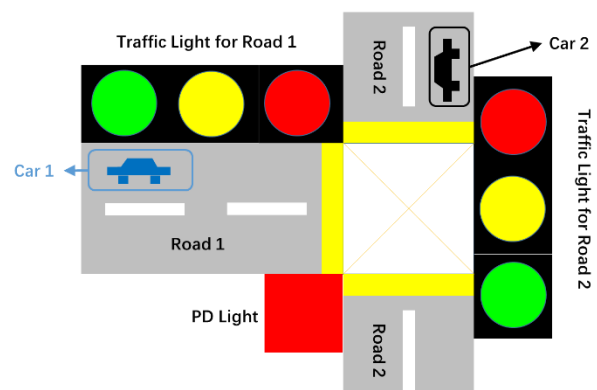 Traffic Light for Road 1
Road 2
Car 2
Car 1
Traffic Light for Road 2
Road 1
PD Light
Road 2